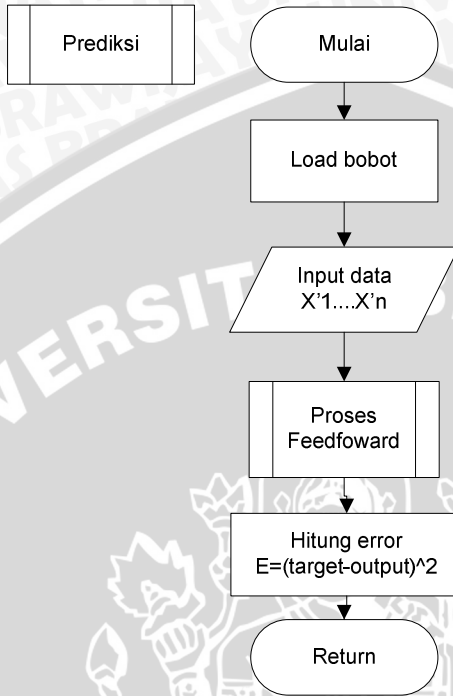 Prediksi
Mulai
Load bobot
Input data
X'1....X'n
Proses
Feedfoward
Hitung error
E=(target-output)^2
Return